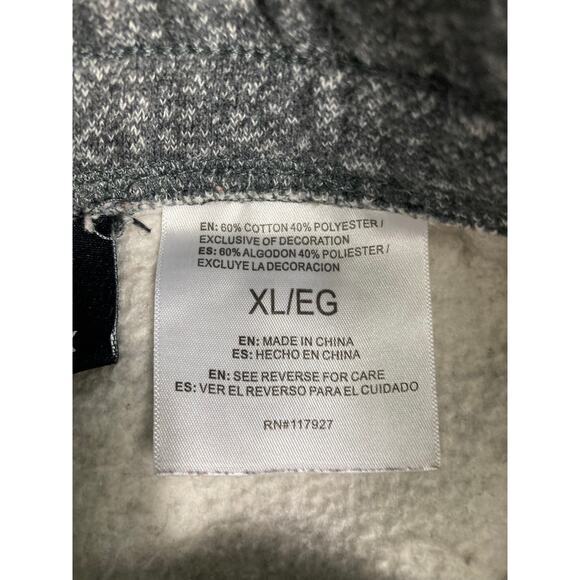 EN: 60% COTTON 40% POLYESTER /
EXCLUSIVE OF DECORATION
ES: 60% ALGODON 40% POLIESTER /
EXCLUYE LA DECORACION
XL/EG
EN: MADE IN CHINA
ES: HECHO EN CHINA
EN: SEE REVERSE FOR CARE
ES: VER EL REVERSO PARA EL CUIDADO
RN#117927